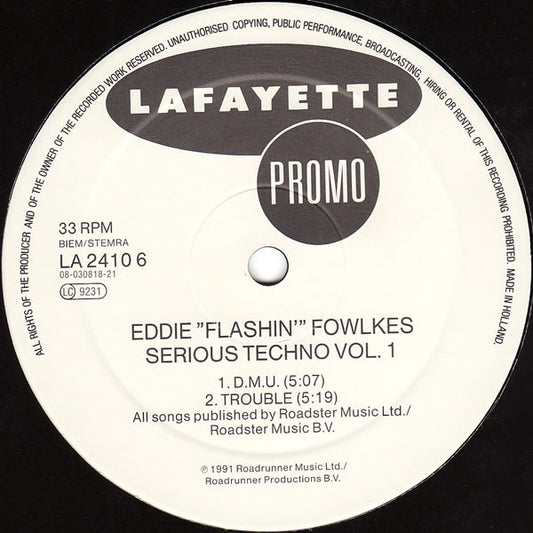 ALL RIGHTS OF THE PRODUCER AND OF THE OWNER OF THE RECORDED WORK RESERVED. UNAUTHORISED COPYING, PUBLIC PERFORMANCE, BROADCASTING, HIRING OR RENTAL OF THIS RECORDING PROHIBITED. MADE IN HOLLAND.
LAFAYETTE
PROMO
33 RPM
BIEM/STEMRA
LA 2410 6
08-030818-21
LC 9231
EDDIE "FLASHIN'" FOWLKES
SERIOUS TECHNO VOL. 1
1. D.M.U. (5:07)
2. TROUBLE (5:19)
All songs published by Roadster Music Ltd./
Roadster Music B.V.
℗ 1991 Roadrunner Music Ltd./
Roadrunner Productions B.V.